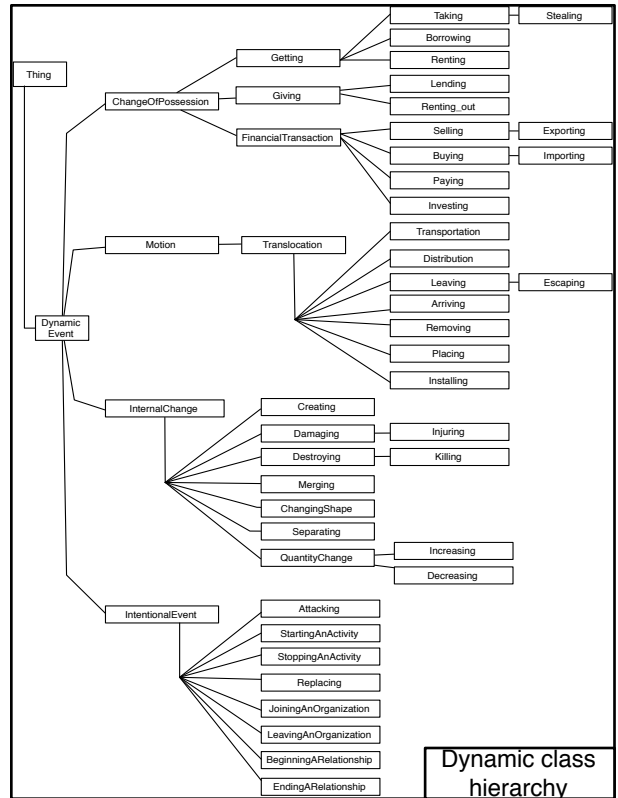 Thing
Dynamic
Event
ChangeOfPossession
Getting
Taking
Stealing
Borrowing
Renting
Giving
Lending
Renting_out
FinancialTransaction
Selling
Exporting
Buying
Importing
Paying
Investing
Motion
Translocation
Transportation
Distribution
Leaving
Escaping
Arriving
Removing
Placing
Installing
InternalChange
Creating
Damaging
Injuring
Destroying
Killing
Merging
ChangingShape
Separating
QuantityChange
Increasing
Decreasing
IntentionalEvent
Attacking
StartingAnActivity
StoppingAnActivity
Replacing
JoiningAnOrganization
LeavingAnOrganization
BeginningARelationship
EndingARelationship
Dynamic class
hierarchy